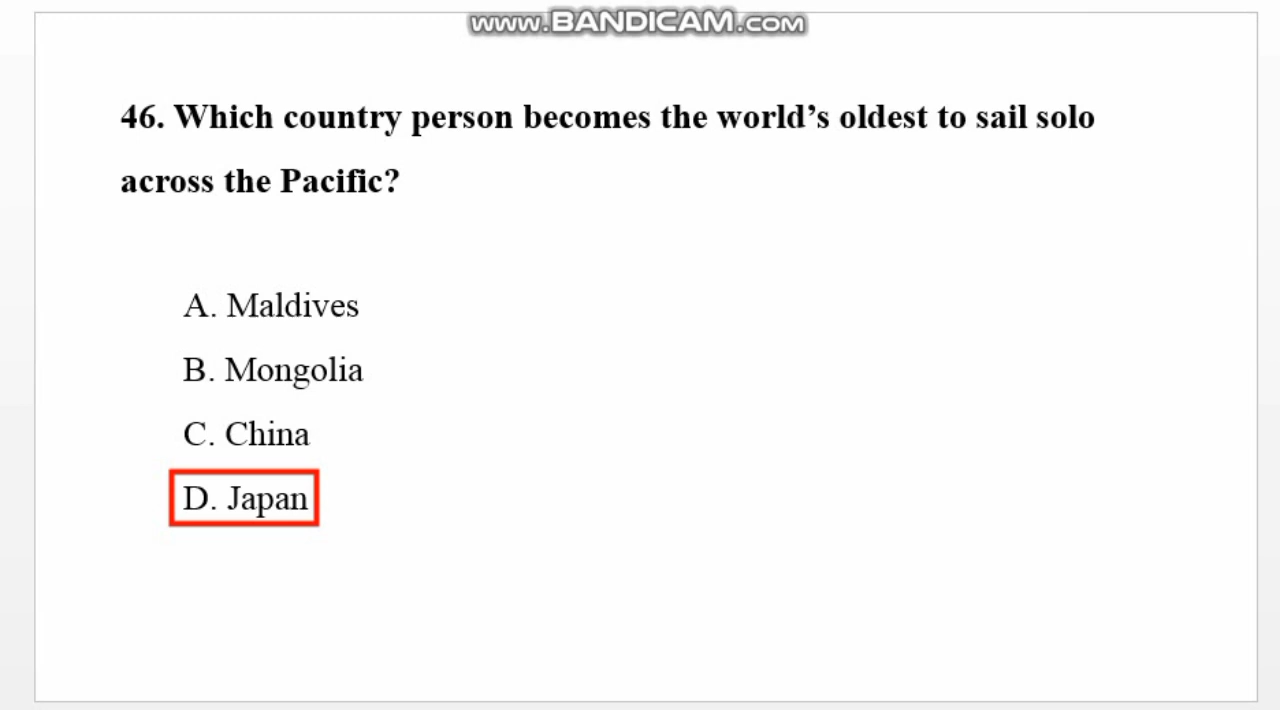 www.BANDICAM.com
46. Which country person becomes the world’s oldest to sail solo
across the Pacific?
A. Maldives
B. Mongolia
C. China
D. Japan